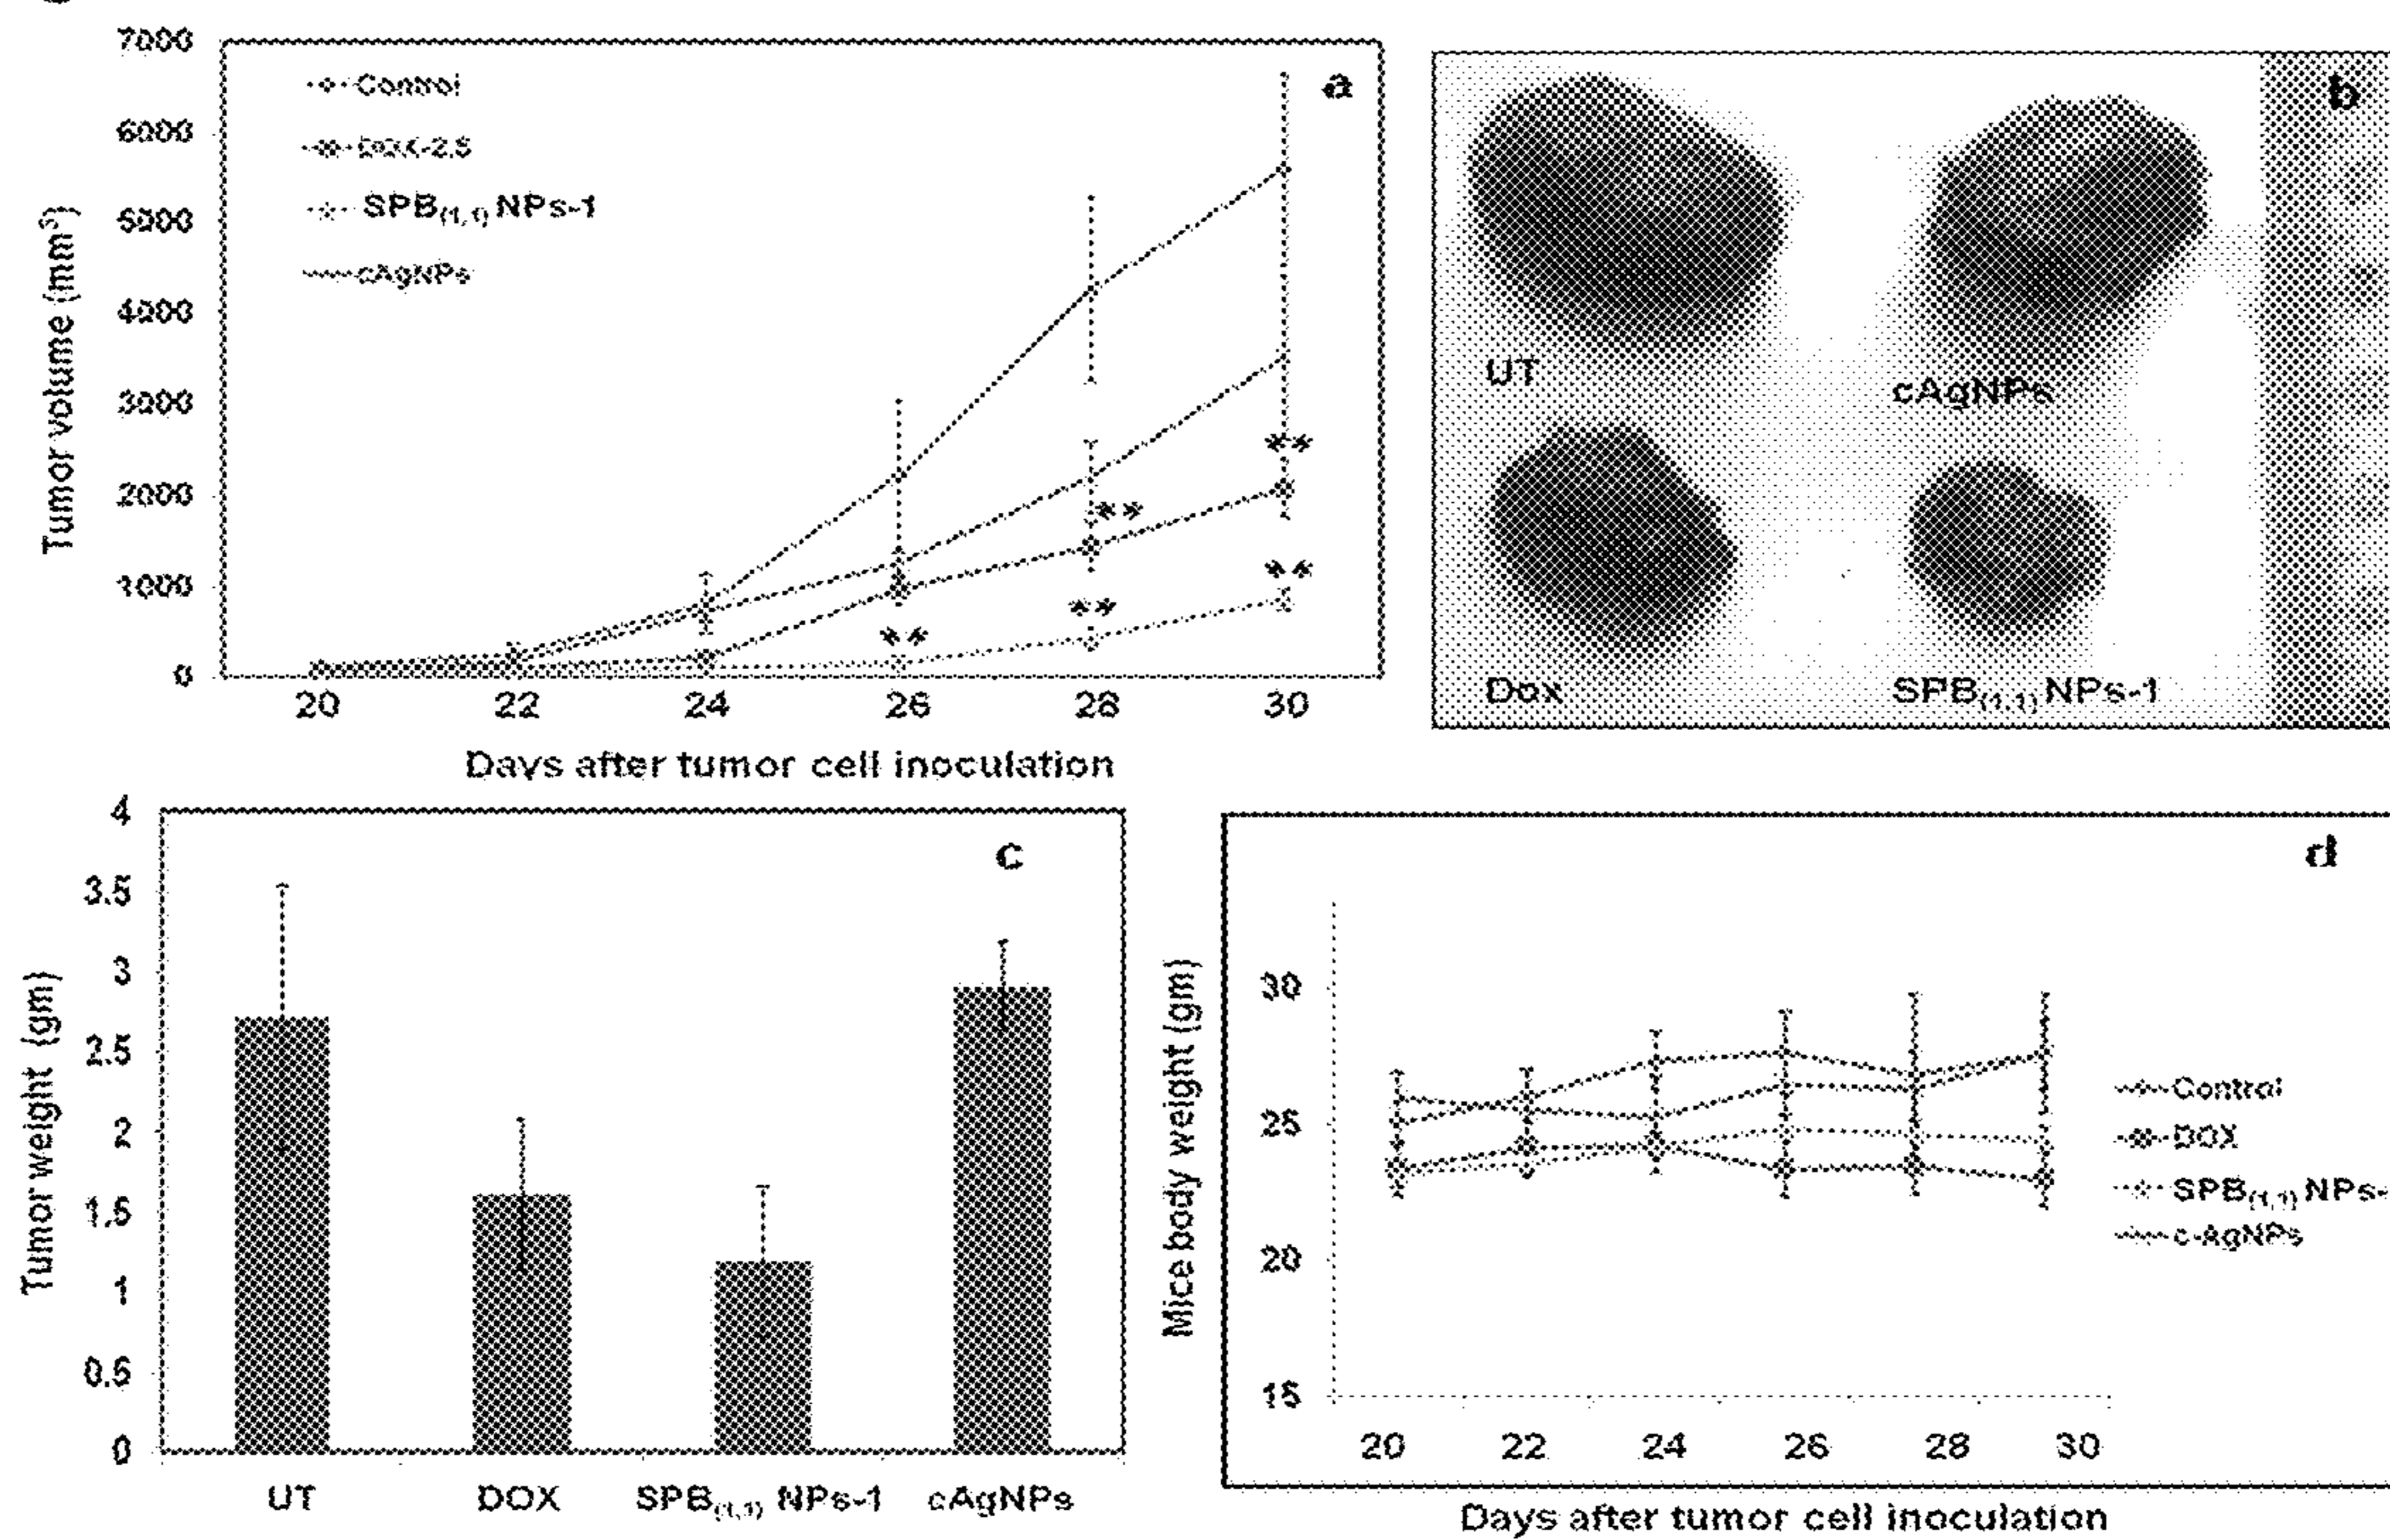 a
7000
6000
5000
4000
3000
2000
1000
0
Tumor volume (mm³)
Control
DOX-2.5
SPB(1,1) NPs-1
cAgNPs
**
**
**
**
**
20 22 24 26 28 30
Days after tumor cell inoculation
b
UT
cAgNPs
Dox
SPB(1,1) NPs-1
c
4
3.5
3
2.5
2
1.5
1
0.5
0
Tumor weight (gm)
UT DOX SPB(1,1) NPs-1 cAgNPs
d
30
25
20
15
Mice body weight (gm)
Control
DOX
SPB(1,1) NPs-
c-AgNPs
20 22 24 26 28 30
Days after tumor cell inoculation